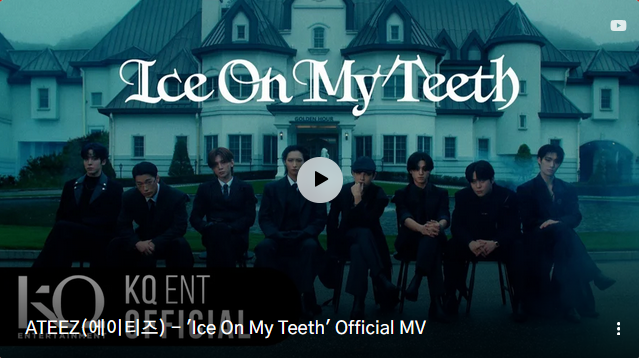 Ice On My Teeth
GOLDEN HOUR
KQ
ENTERTAINMENT
KQ ENT
OFFICIAL
ATEEZ(에이티즈) - 'Ice On My Teeth' Official MV